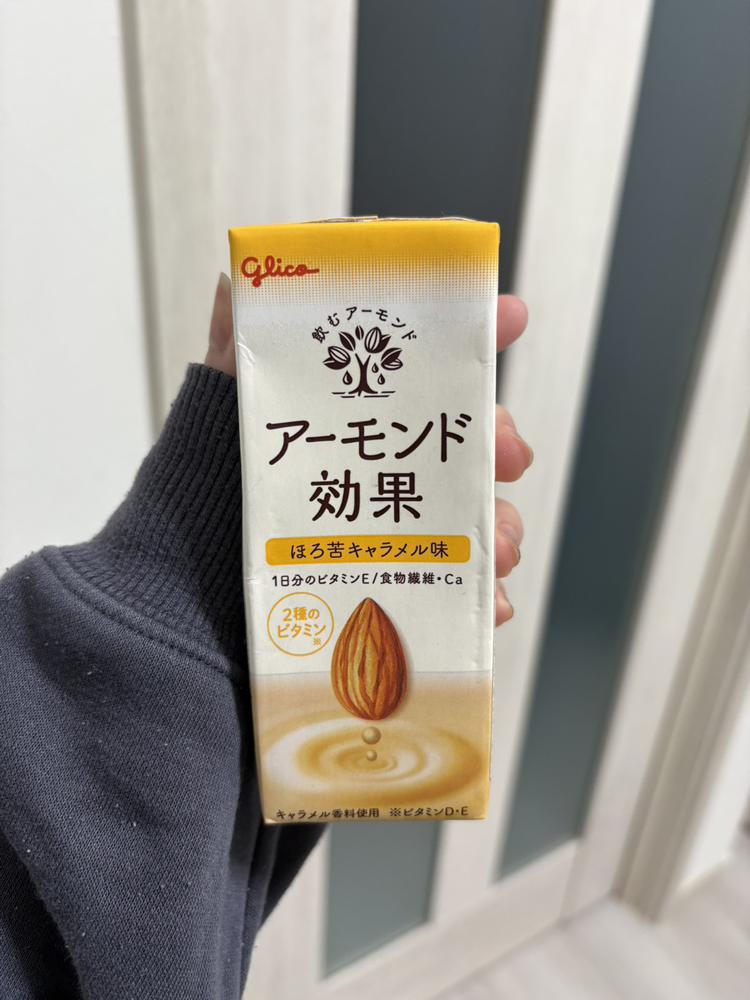 Glico
飲むアーモンド
アーモンド
効果
ほろ苦キャラメル味
1日分のビタミンE/食物繊維・Ca
2種の
ビタミン
※
キャラメル香料使用 ※ビタミンD・E